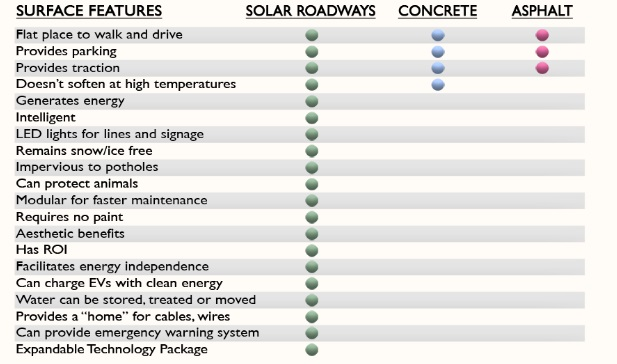 SURFACE FEATURES SOLAR ROADWAYS CONCRETE ASPHALT
Flat place to walk and drive
Provides parking
Provides traction
Doesn't soften at high temperatures
Generates energy
Intelligent
LED lights for lines and signage
Remains snow/ice free
Impervious to potholes
Can protect animals
Modular for faster maintenance
Requires no paint
Aesthetic benefits
Has ROI
Facilitates energy independence
Can charge EVs with clean energy
Water can be stored, treated or moved
Provides a “home” for cables, wires
Can provide emergency warning system
Expandable Technology Package